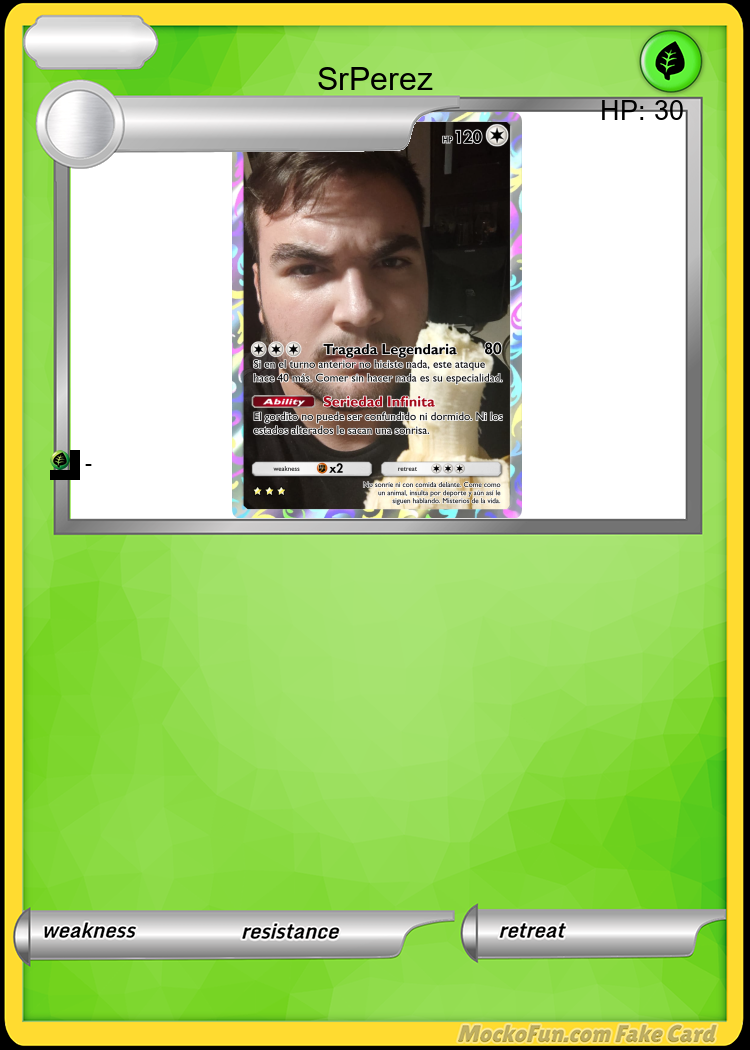 SrPerez
HP: 30
HP 120
Tragada Legendaria 80
Si en el turno anterior no hiciste nada, este ataque
hace 40 más. Comer sin hacer nada es su especialidad.
Ability Seriedad Infinita
El gordito no puede ser confundido ni dormido. Ni los
estados alterados le sacan una sonrisa.
-
weakness x2 retreat
No sonríe ni con comida delante. Come como
un animal, insulta por deporte y aún así le
siguen hablando. Misterios de la vida.
weakness resistance retreat
MockoFun.com Fake Card